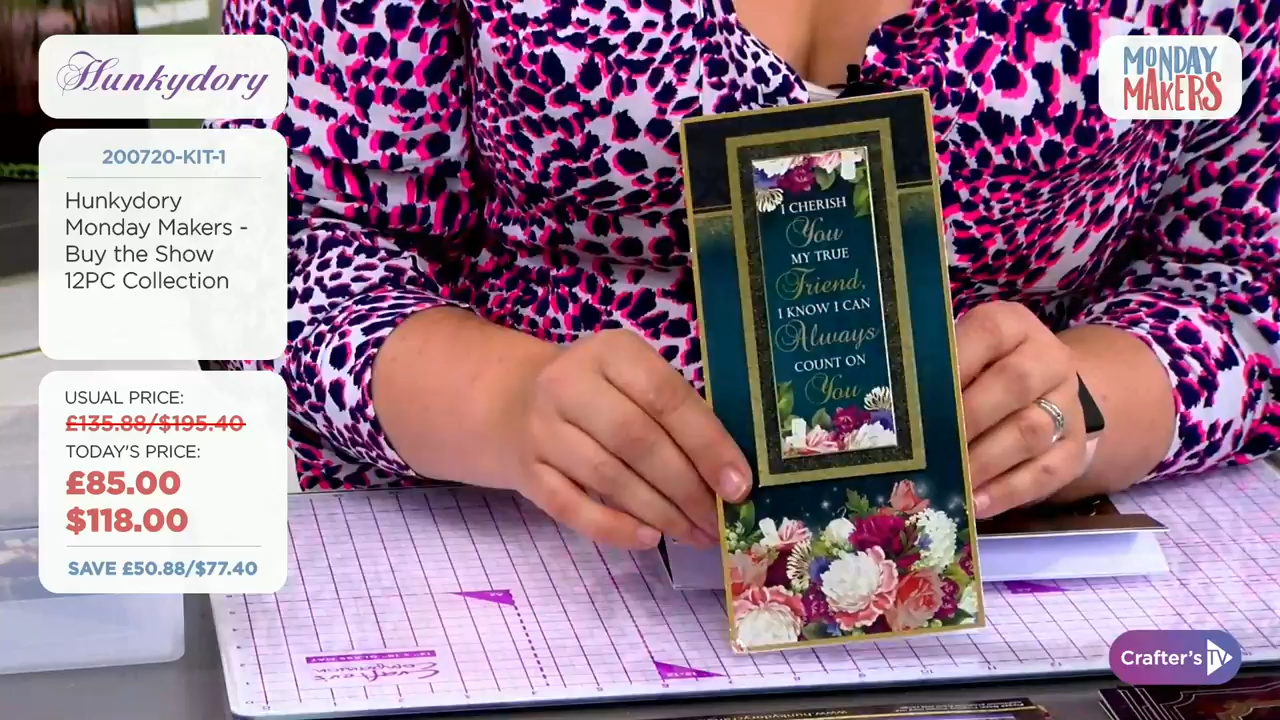 Hunkydory
200720-KIT-1
Hunkydory
Monday Makers -
Buy the Show
12PC Collection
USUAL PRICE:
£135.88/$195.40
TODAY'S PRICE:
£85.00
$118.00
SAVE £50.88/$77.40
MONDAY
MAKERS
I CHERISH
You
MY TRUE
Friend,
I KNOW I CAN
Always
COUNT ON
You
Crafter's TV
Crafter's
Companion